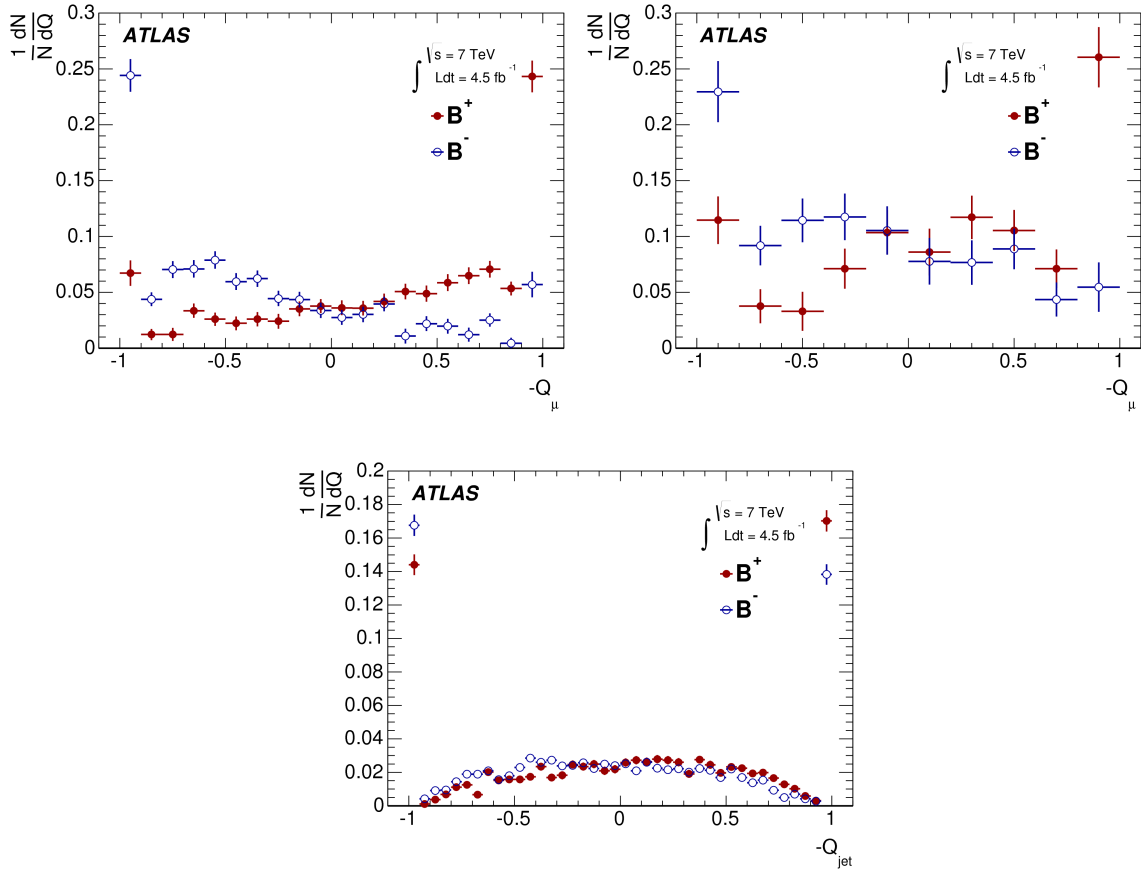 ATLAS
1 dN
N dQ
√s = 7 TeV
∫ Ldt = 4.5 fb⁻¹
B⁺
B⁻
0.3
0.25
0.2
0.15
0.1
0.05
0
-1 -0.5 0 0.5 1
-Qμ
ATLAS
1 dN
N dQ
√s = 7 TeV
∫ Ldt = 4.5 fb⁻¹
B⁺
B⁻
0.3
0.25
0.2
0.15
0.1
0.05
0
-1 -0.5 0 0.5 1
-Qμ
ATLAS
1 dN
N dQ
√s = 7 TeV
∫ Ldt = 4.5 fb⁻¹
B⁺
B⁻
0.2
0.18
0.16
0.14
0.12
0.1
0.08
0.06
0.04
0.02
0
-1 -0.5 0 0.5 1
-Qjet